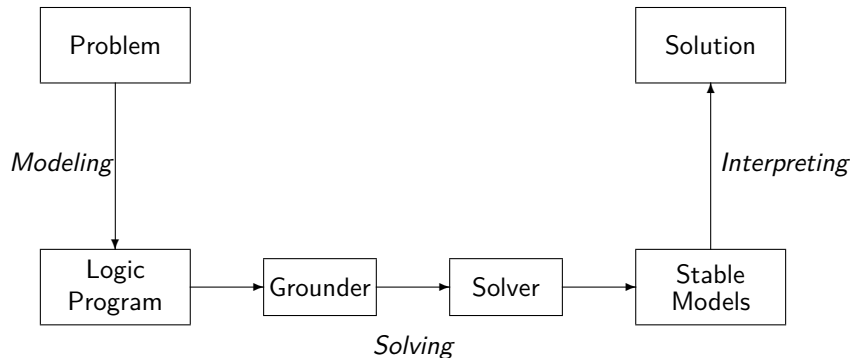 Problem
Solution
Modeling
Interpreting
Logic
Program
Grounder
Solver
Stable
Models
Solving